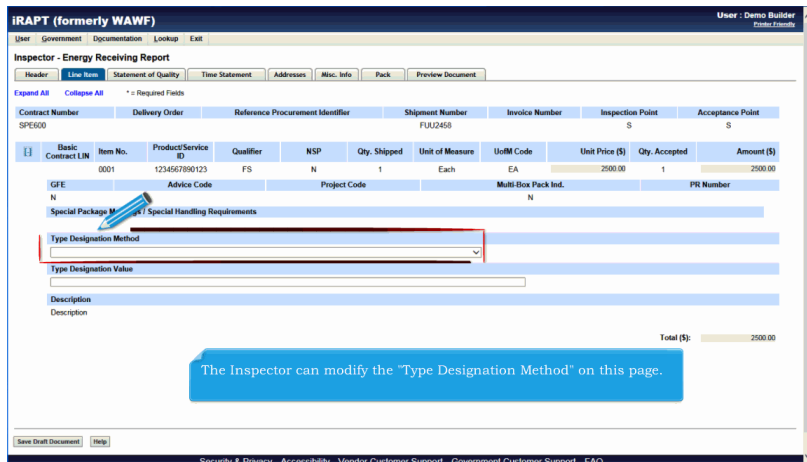 iRAPT (formerly WAWF)
User : Demo Builder
Printer Friendly
User Government Documentation Lookup Exit
Inspector - Energy Receiving Report
Header Line Item Statement of Quality Time Statement Addresses Misc. Info Pack Preview Document
Expand All Collapse All * = Required Fields
Contract Number Delivery Order Reference Procurement Identifier Shipment Number Invoice Number Inspection Point Acceptance Point
SPE600 FUU2458 S S
Basic Contract LIN Item No. Product/Service ID Qualifier NSP Qty. Shipped Unit of Measure UofM Code Unit Price ($) Qty. Accepted Amount ($)
0001 1234567890123 FS N 1 Each EA 2500.00 1 2500.00
GFE Advice Code Project Code Multi-Box Pack Ind. PR Number
N N
Special Package / Special Handling Requirements
Type Designation Method
Type Designation Value
Description
Description
Total ($): 2500.00
The Inspector can modify the "Type Designation Method" on this page.
Save Draft Document Help
Security & Privacy Accessibility Vendor Customer Support Government Customer Support FAQ